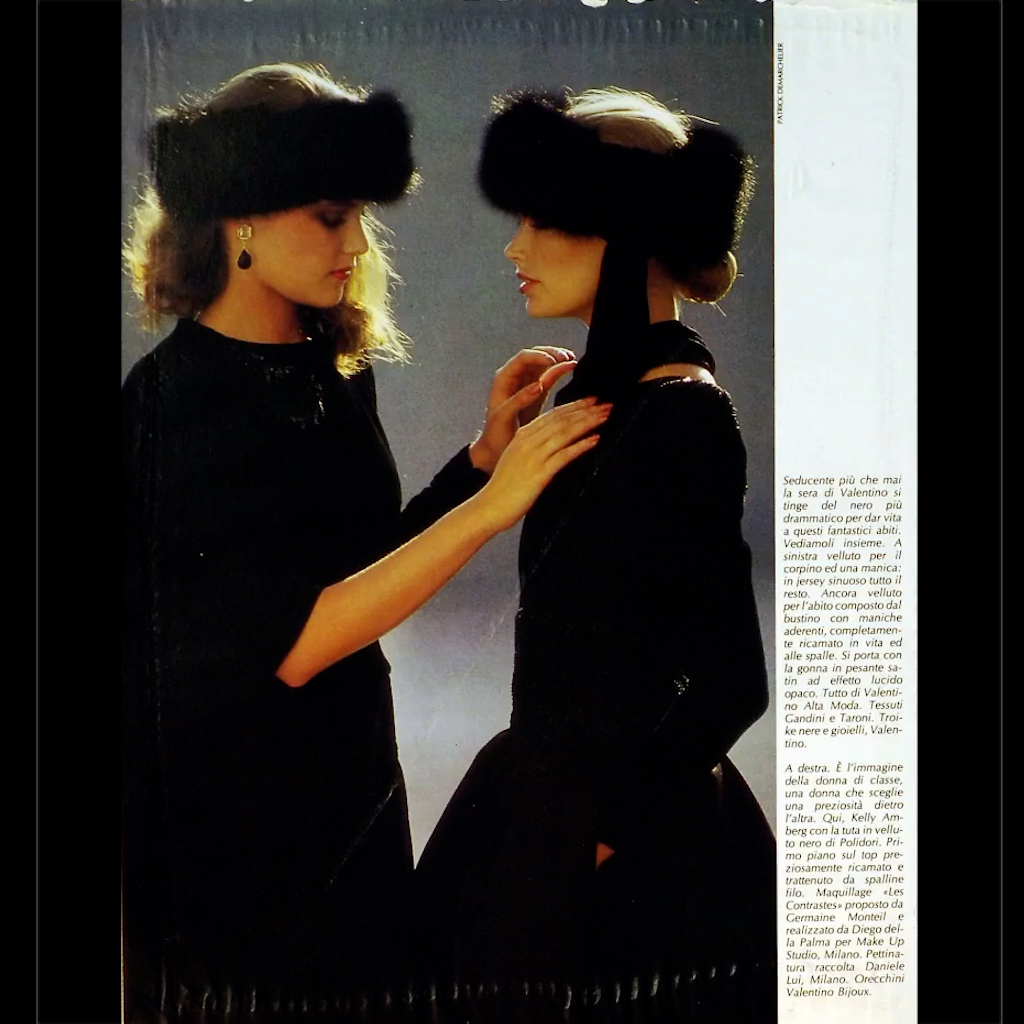 PATRICK DEMARCHELIER
Seducente più che mai
la sera di Valentino si
tinge del nero più
drammatico per dar vita
a questi fantastici abiti.
Vediamoli insieme. A
sinistra velluto per il
corpino ed una manica:
in jersey sinuoso tutto il
resto. Ancora velluto
per l'abito composto dal
bustino con maniche
aderenti, completamen-
te ricamato in vita ed
alle spalle. Si porta con
la gonna in pesante sa-
tin ad effetto lucido
opaco. Tutto di Valenti-
no Alta Moda. Tessuti
Gandini e Taroni. Troi-
ke nere e gioielli, Valen-
tino.
A destra. È l'immagine
della donna di classe,
una donna che sceglie
una preziosità dietro
l'altra. Qui, Kelly Am-
berg con la tuta in vellu-
to nero di Polidori. Pri-
mo piano sul top pre-
ziosamente ricamato e
trattenuto da spalline
filo. Maquillage «Les
Contrastes» proposto da
Germaine Monteil e
realizzato da Diego del-
la Palma per Make Up
Studio, Milano. Pettina-
tura raccolta Daniele
Lui, Milano. Orecchini
Valentino Bijoux.